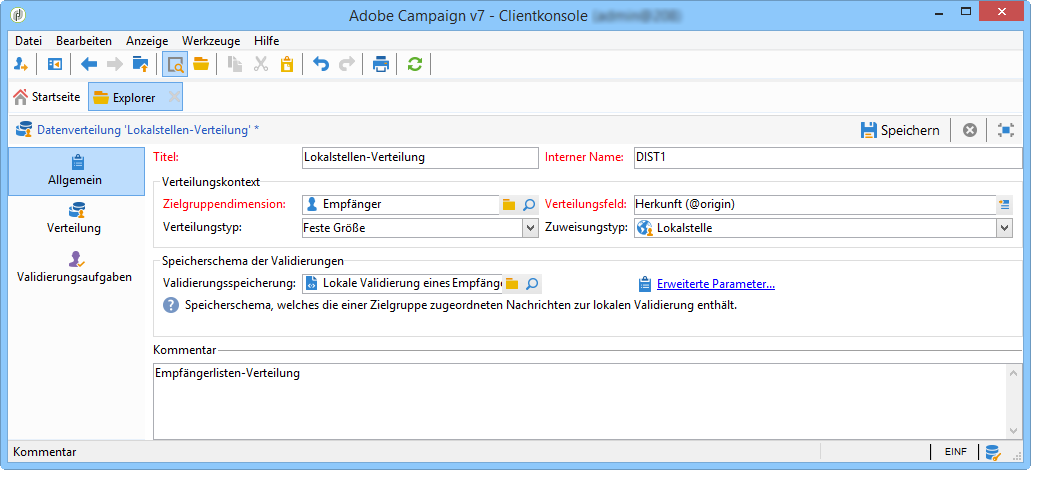 Adobe Campaign v7 - Clientkonsole
Datei Bearbeiten Anzeige Werkzeuge Hilfe
Startseite Explorer
Datenverteilung 'Lokalstellen-Verteilung' * Speichern
Allgemein
Verteilung
Validierungsaufgaben
Titel: Lokalstellen-Verteilung Interner Name: DIST1
Verteilungskontext
Zielgruppendimension: Empfänger Verteilungsfeld: Herkunft (@origin)
Verteilungstyp: Feste Größe Zuweisungstyp: Lokalstelle
Speicherschema der Validierungen
Validierungsspeicherung: Lokale Validierung eines Empfänge Erweiterte Parameter...
? Speicherschema, welches die einer Zielgruppe zugeordneten Nachrichten zur lokalen Validierung enthält.
Kommentar
Empfängerlisten-Verteilung
Kommentar EINF